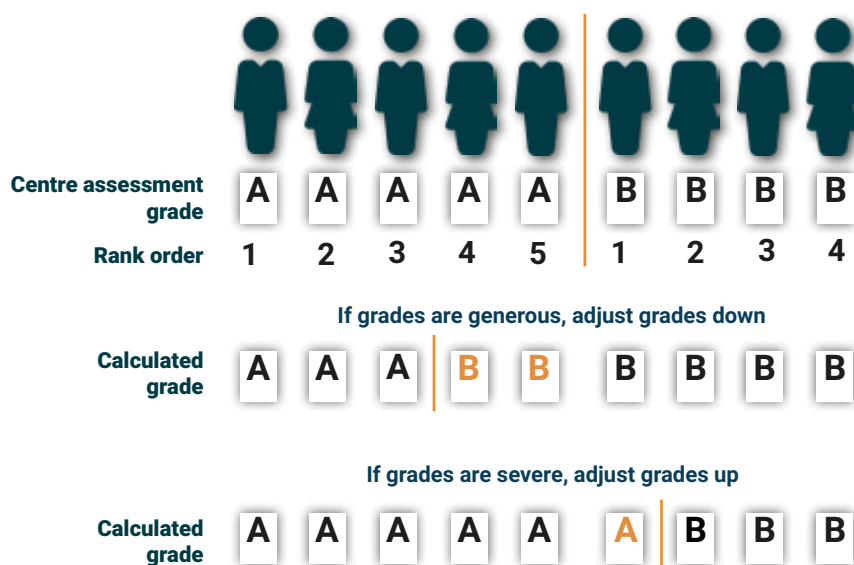 Centre assessment grade A A A A A B B B B
Rank order 1 2 3 4 5 1 2 3 4
If grades are generous, adjust grades down
Calculated grade A A A B B B B B B
If grades are severe, adjust grades up
Calculated grade A A A A A A B B B